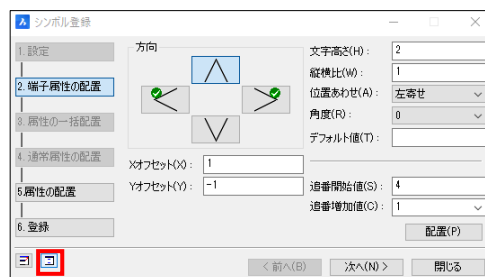 シンボル登録
1. 設定
2. 端子属性の配置
3. 属性の一括配置
4. 通常属性の配置
5.属性の配置
6. 登録
方向
Xオフセット(X) : 1
Yオフセット(Y) : -1
文字高さ(H) : 2
縦横比(W) : 1
位置あわせ(A) : 左寄せ
角度(R) : 0
デフォルト値(T) :
追番開始値(S) : 4
追番増加値(C) : 1
配置(P)
< 前へ(B)
次へ(N) >
閉じる